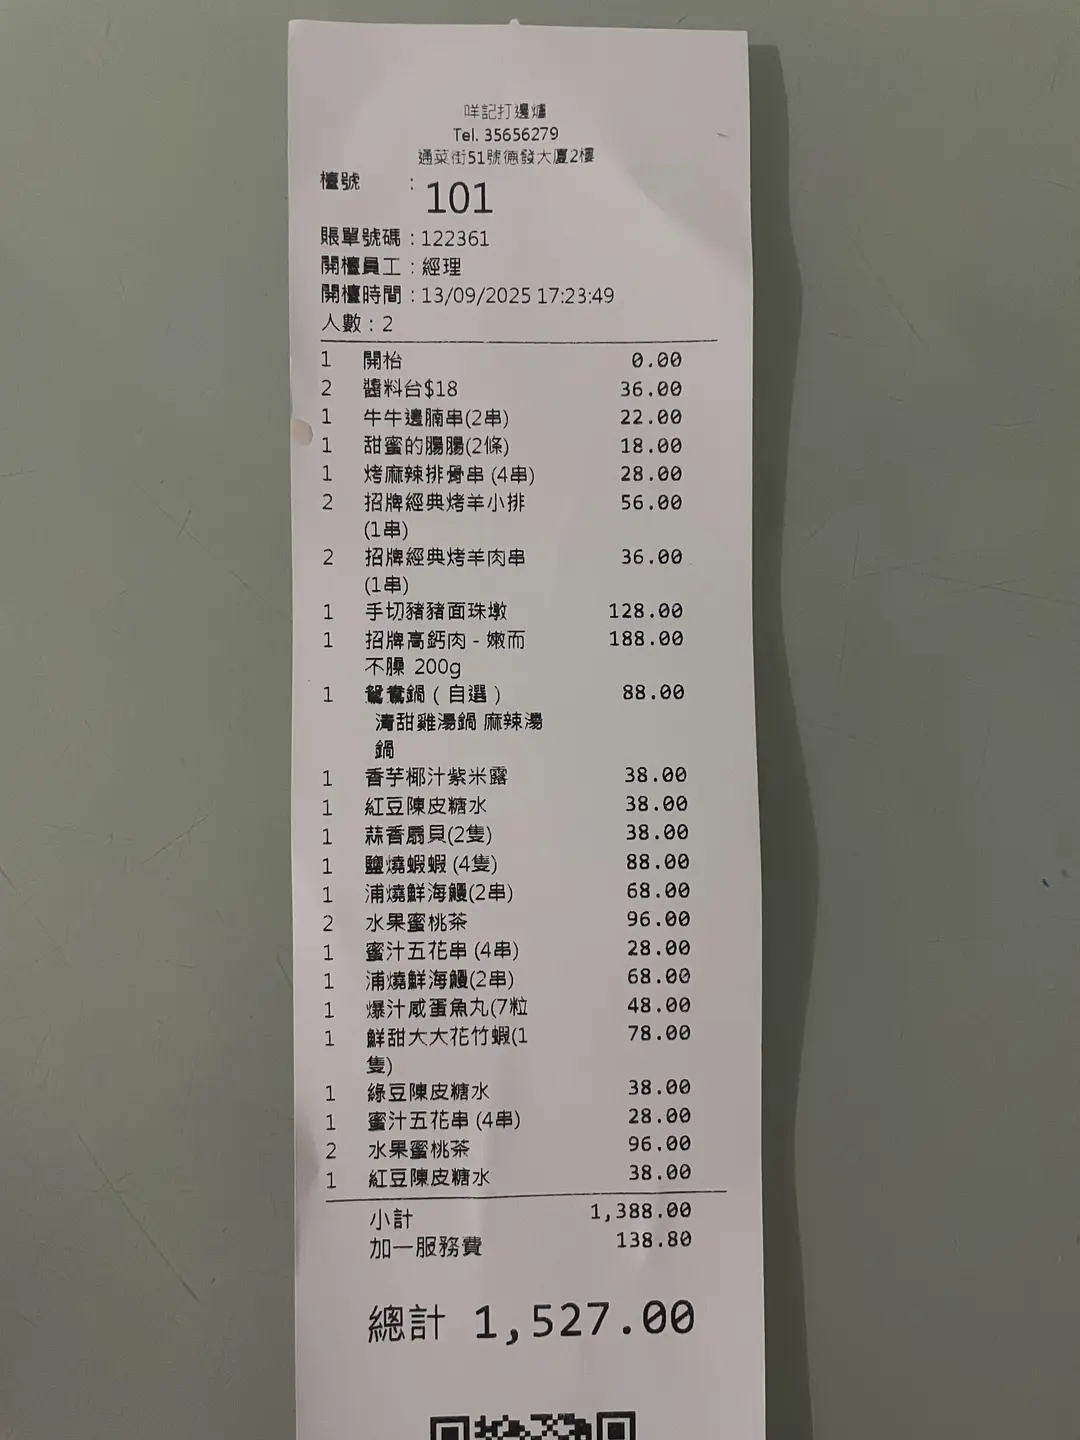 咩記打邊爐
Tel. 35656279
通菜街51號德發大廈2樓
檯號 : 101
賬單號碼 : 122361
開檯員工 : 經理
開檯時間 : 13/09/2025 17:23:49
人數 : 2
1 開枱 0.00
2 醬料台$18 36.00
1 牛牛邊腩串(2串) 22.00
1 甜蜜的腸腸(2條) 18.00
1 烤麻辣排骨串 (4串) 28.00
2 招牌經典烤羊小排 56.00
(1串)
2 招牌經典烤羊肉串 36.00
(1串)
1 手切豬豬面珠墩 128.00
1 招牌高鈣肉 - 嫩而 188.00
不臊 200g
1 鴛鴦鍋 ( 自選 ) 88.00
清甜雞湯鍋 麻辣湯
鍋
1 香芋椰汁紫米露 38.00
1 紅豆陳皮糖水 38.00
1 蒜香扇貝(2隻) 38.00
1 鹽燒蝦蝦 (4隻) 88.00
1 浦燒鮮海鰻(2串) 68.00
2 水果蜜桃茶 96.00
1 蜜汁五花串 (4串) 28.00
1 浦燒鮮海鰻(2串) 68.00
1 爆汁咸蛋魚丸(7粒 48.00
1 鮮甜大大花竹蝦(1 78.00
隻)
1 綠豆陳皮糖水 38.00
1 蜜汁五花串 (4串) 28.00
2 水果蜜桃茶 96.00
1 紅豆陳皮糖水 38.00
小計 1,388.00
加一服務費 138.80
總計 1,527.00